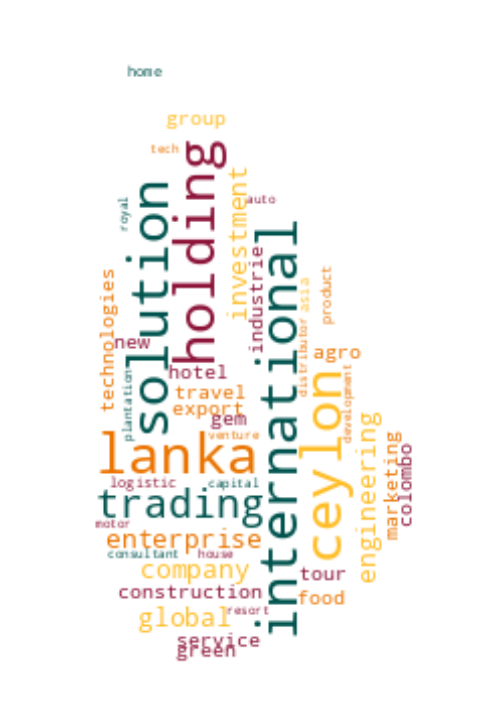 home
group
tech
holding
solution
investment
auto
royal
international
industrie
technologies
product
asia
distributor
new
agro
hotel
development
plantation
travel
export
gem
ceylon
venture
lanka
engineering
marketing
colombo
logistic
capital
trading
motor
enterprise
consultant
house
company
tour
construction
food
global
resort
service
green